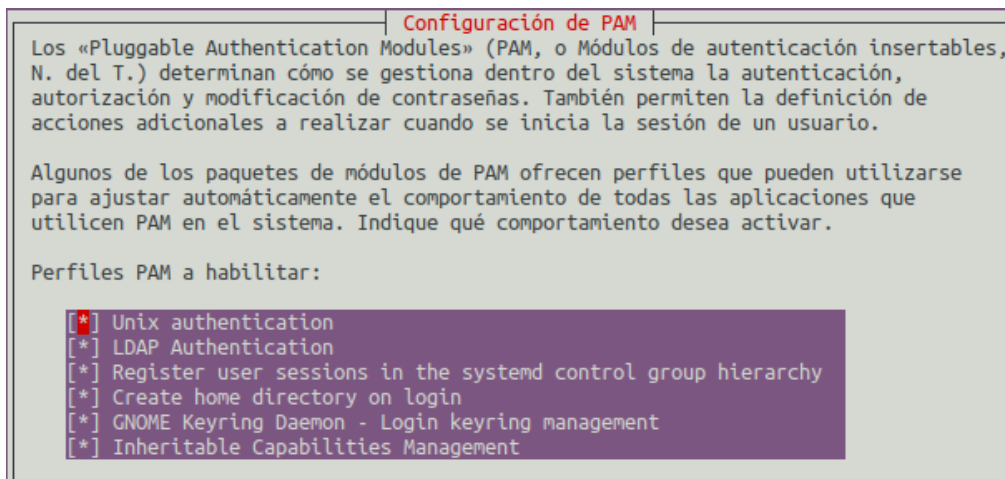 Configuración de PAM
Los «Pluggable Authentication Modules» (PAM, o Módulos de autenticación insertables,
N. del T.) determinan cómo se gestiona dentro del sistema la autenticación,
autorización y modificación de contraseñas. También permiten la definición de
acciones adicionales a realizar cuando se inicia la sesión de un usuario.
Algunos de los paquetes de módulos de PAM ofrecen perfiles que pueden utilizarse
para ajustar automáticamente el comportamiento de todas las aplicaciones que
utilicen PAM en el sistema. Indique qué comportamiento desea activar.
Perfiles PAM a habilitar:
[*] Unix authentication
[*] LDAP Authentication
[*] Register user sessions in the systemd control group hierarchy
[*] Create home directory on login
[*] GNOME Keyring Daemon - Login keyring management
[*] Inheritable Capabilities Management